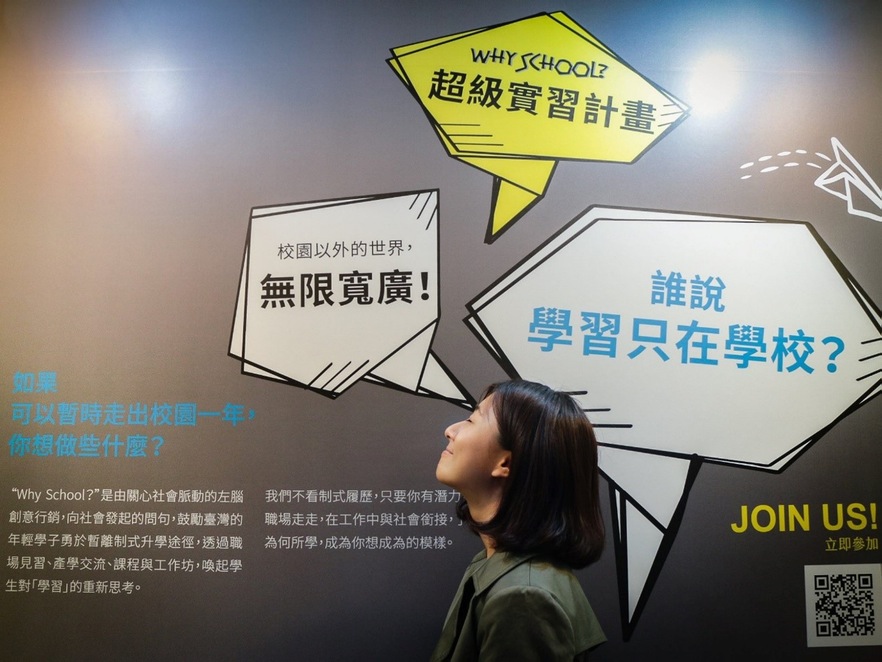 WHY SCHOOL?
超級實習計畫
校園以外的世界,
無限寬廣!
誰說
學習只在學校?
如果
可以暫時走出校園一年,
你想做些什麼?
“Why School?”是由關心社會脈動的左腦
創意行銷,向社會發起的問句,鼓勵臺灣的
年輕學子勇於暫離制式升學途徑,透過職
場見習、產學交流、課程與工作坊,喚起學
生對「學習」的重新思考。
我們不看制式履歷,只要你有潛力
職場走走,在工作中與社會銜接,
為何所學,成為你想成為的模樣。
JOIN US!
立即參加